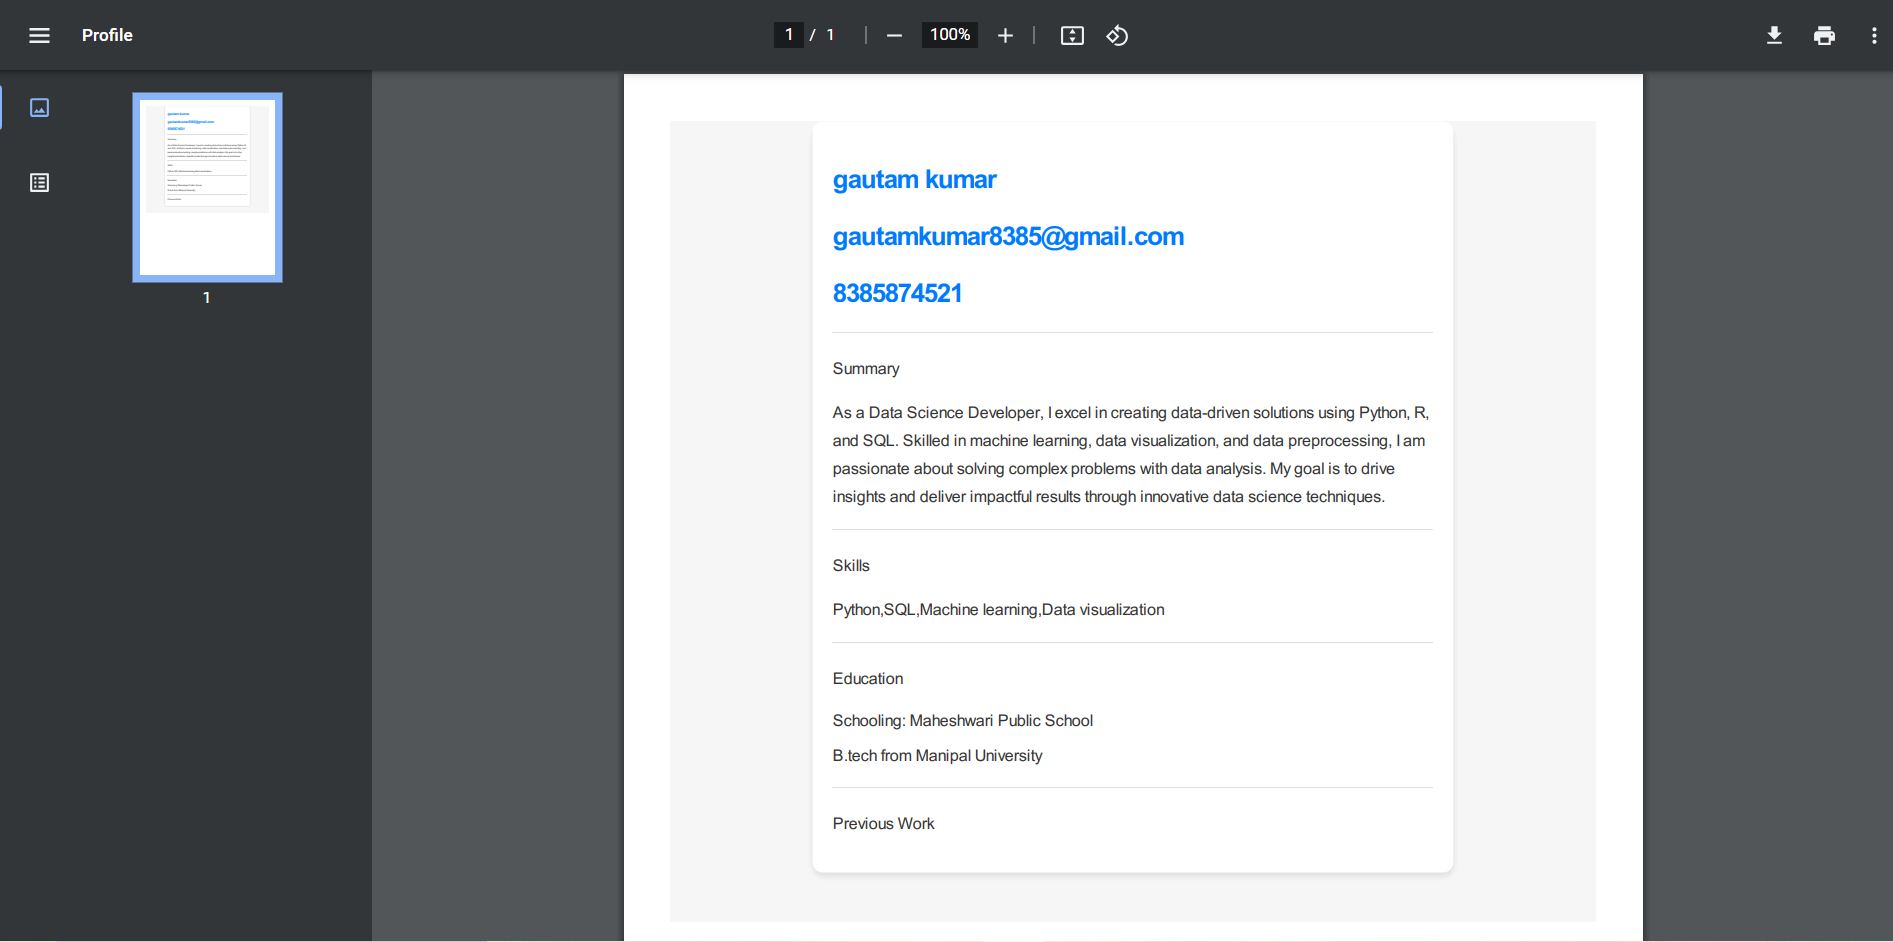 Profile
1 / 1
100%
1
gautam kumar
gautamkumar8385@gmail.com
8385874521
Summary
As a Data Science Developer, I excel in creating data-driven solutions using Python, R,
and SQL. Skilled in machine learning, data visualization, and data preprocessing, I am
passionate about solving complex problems with data analysis. My goal is to drive
insights and deliver impactful results through innovative data science techniques.
Skills
Python,SQL,Machine learning,Data visualization
Education
Schooling: Maheshwari Public School
B.tech from Manipal University
Previous Work